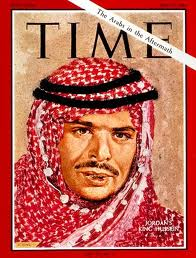 The Arabs in the Aftermath
TIME
JORDAN'S
KING HUSSEIN